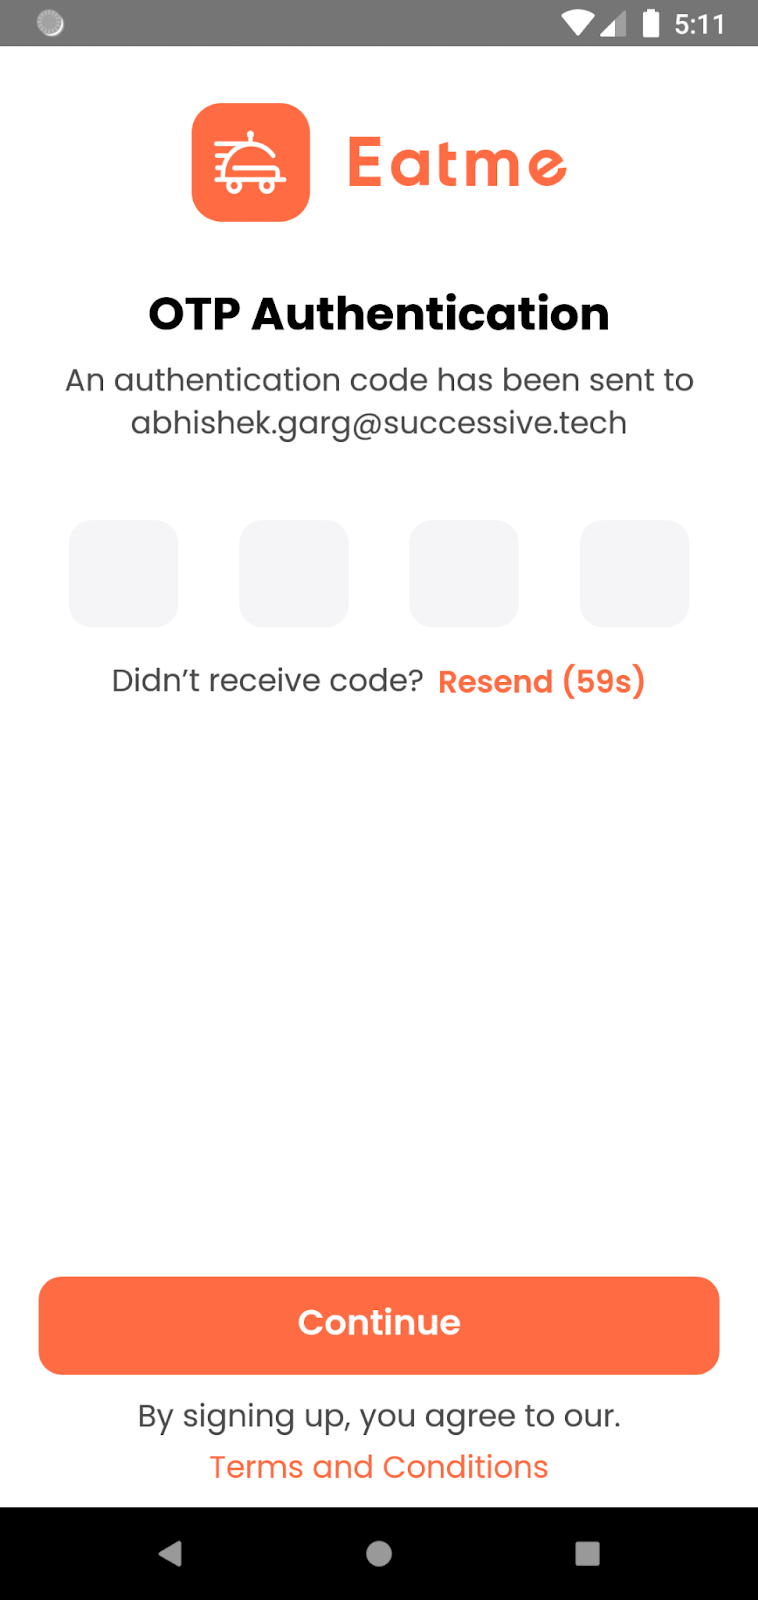 5:11
Eatme
OTP Authentication
An authentication code has been sent to
abhishek.garg@successive.tech
Didn’t receive code? Resend (59s)
Continue
By signing up, you agree to our.
Terms and Conditions